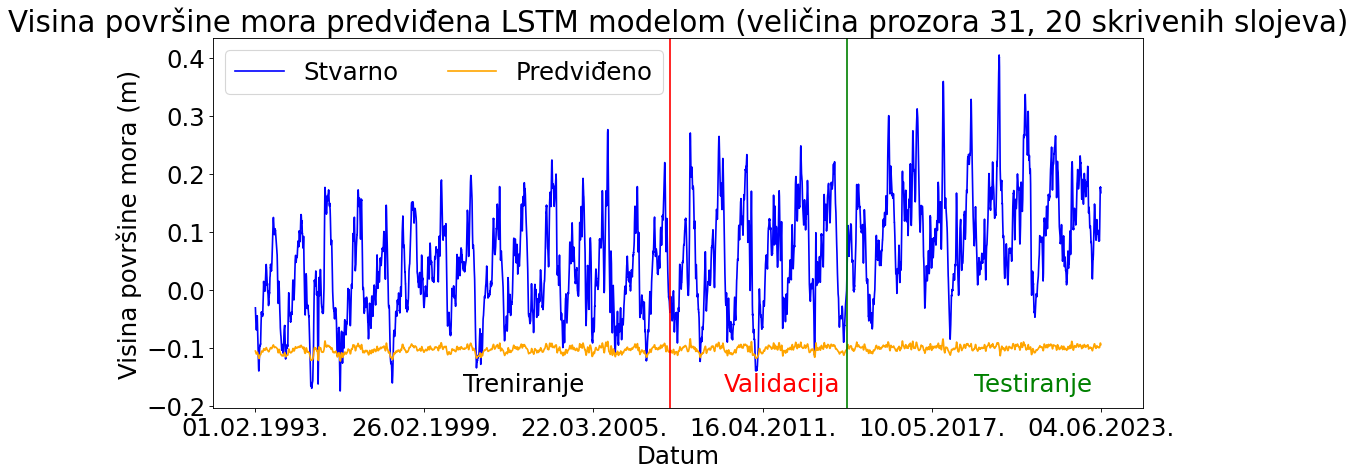 Visina površine mora predviđena LSTM modelom (veličina prozora 31, 20 skrivenih slojeva)
Stvarno
Predviđeno
Visina površine mora (m)
0.4
0.3
0.2
0.1
0.0
−0.1
−0.2
Treniranje
Validacija
Testiranje
01.02.1993.
26.02.1999.
22.03.2005.
16.04.2011.
10.05.2017.
04.06.2023.
Datum